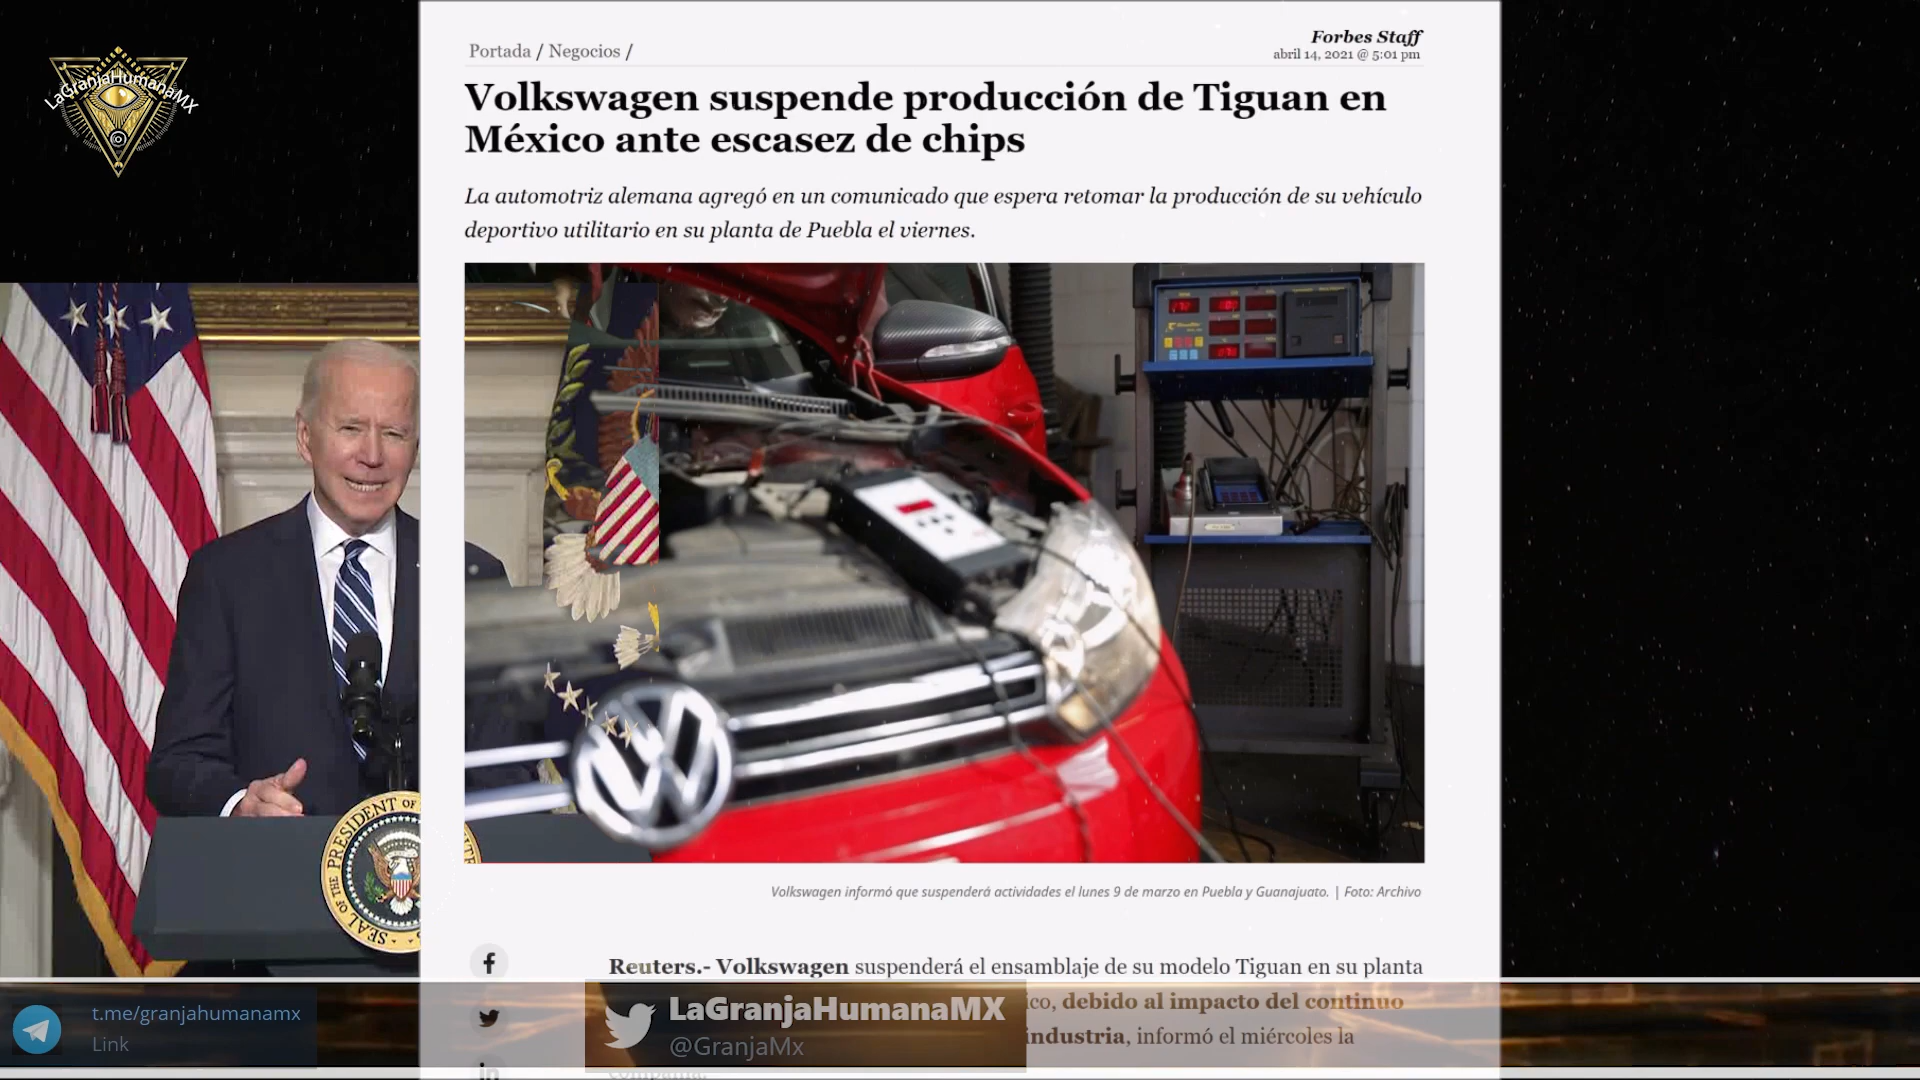 LaGranjaHumanaMX
Portada / Negocios /
Forbes Staff
abril 14, 2021 @ 5:01 pm
Volkswagen suspende producción de Tiguan en
México ante escasez de chips
La automotriz alemana agregó en un comunicado que espera retomar la producción de su vehículo
deportivo utilitario en su planta de Puebla el viernes.
SEAL OF THE PRESIDENT OF
Volkswagen informó que suspenderá actividades el lunes 9 de marzo en Puebla y Guanajuato. | Foto: Archivo
Reuters.- Volkswagen suspenderá el ensamblaje de su modelo Tiguan en su planta
ico, debido al impacto del continuo
industria, informó el miércoles la
compañía.
t.me/granjahumanamx
Link
LaGranjaHumanaMX
@GranjaMx